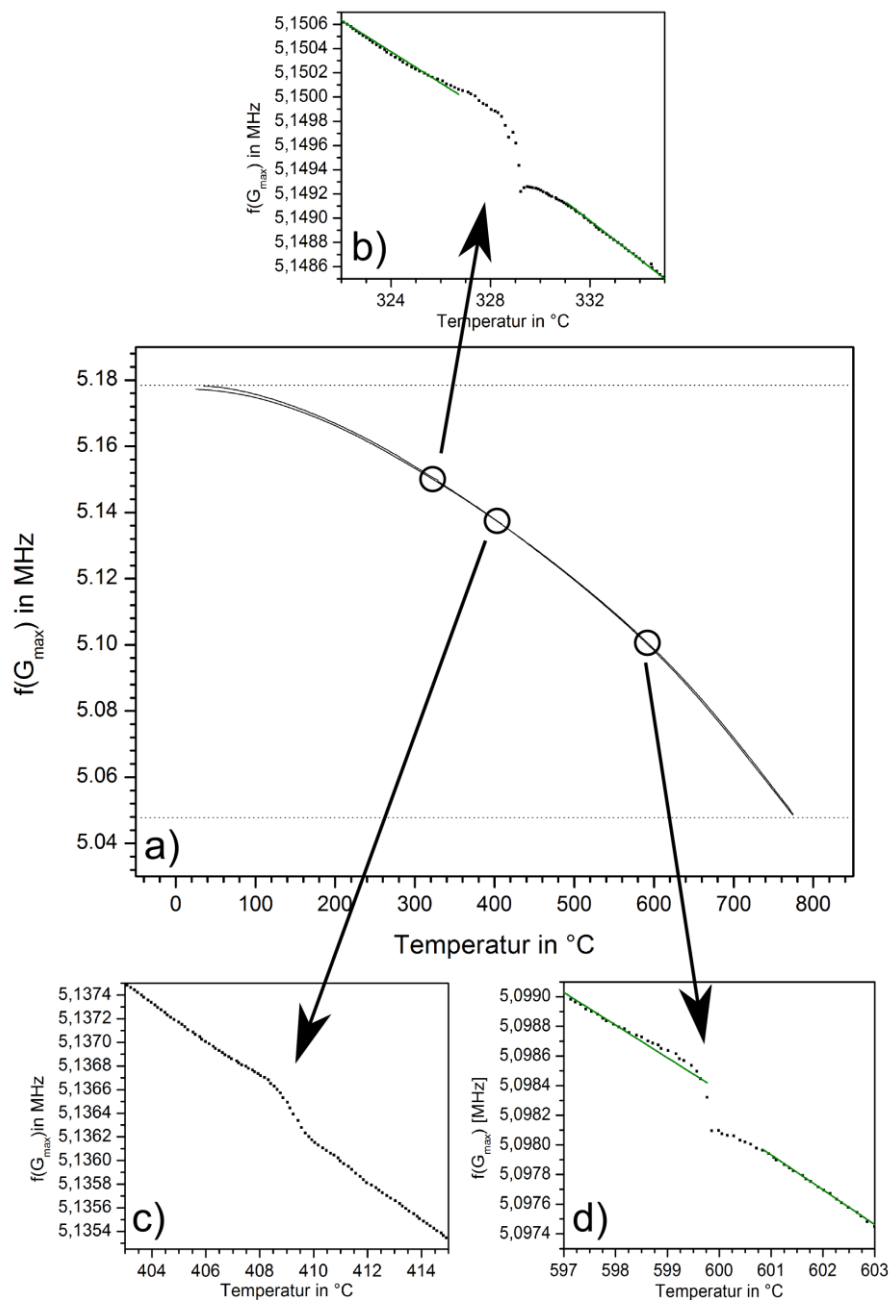 5,1506
5,1504
5,1502
5,1500
5,1498
5,1496
5,1494
5,1492
5,1490
5,1488
5,1486
f(Gmax) in MHz
b)
324 328 332
Temperatur in °C
5.18
5.16
5.14
5.12
5.10
5.08
5.06
5.04
f(Gmax) in MHz
a)
0 100 200 300 400 500 600 700 800
Temperatur in °C
5,1374
5,1372
5,1370
5,1368
5,1366
5,1364
5,1362
5,1360
5,1358
5,1356
5,1354
f(Gmax)in MHz
c)
404 406 408 410 412 414
Temperatur in °C
5,0990
5,0988
5,0986
5,0984
5,0982
5,0980
5,0978
5,0976
5,0974
f(Gmax) [MHz]
d)
597 598 599 600 601 602 603
Temperatur in °C